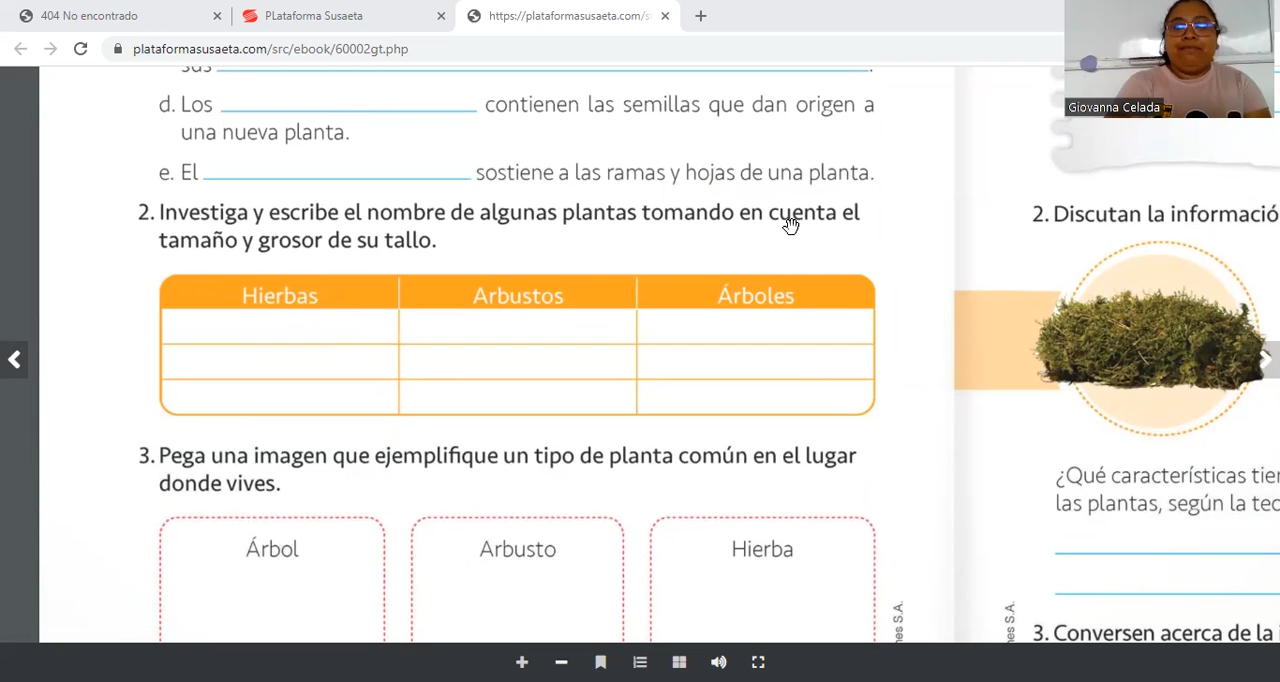 404 No encontrado
PLataforma Susaeta
https://plataformasusaeta.com/s
plataformasusaeta.com/src/ebook/60002gt.php
Giovanna Celada
d. Los contienen las semillas que dan origen a
una nueva planta.
e. El sostiene a las ramas y hojas de una planta.
2. Investiga y escribe el nombre de algunas plantas tomando en cuenta el
tamaño y grosor de su tallo.
Hierbas Arbustos Árboles
3. Pega una imagen que ejemplifique un tipo de planta común en el lugar
donde vives.
Árbol Arbusto Hierba
nes S.A.
2. Discutan la informació
¿Qué características tien
las plantas, según la teo
nes S.A.
3. Conversen acerca de la i